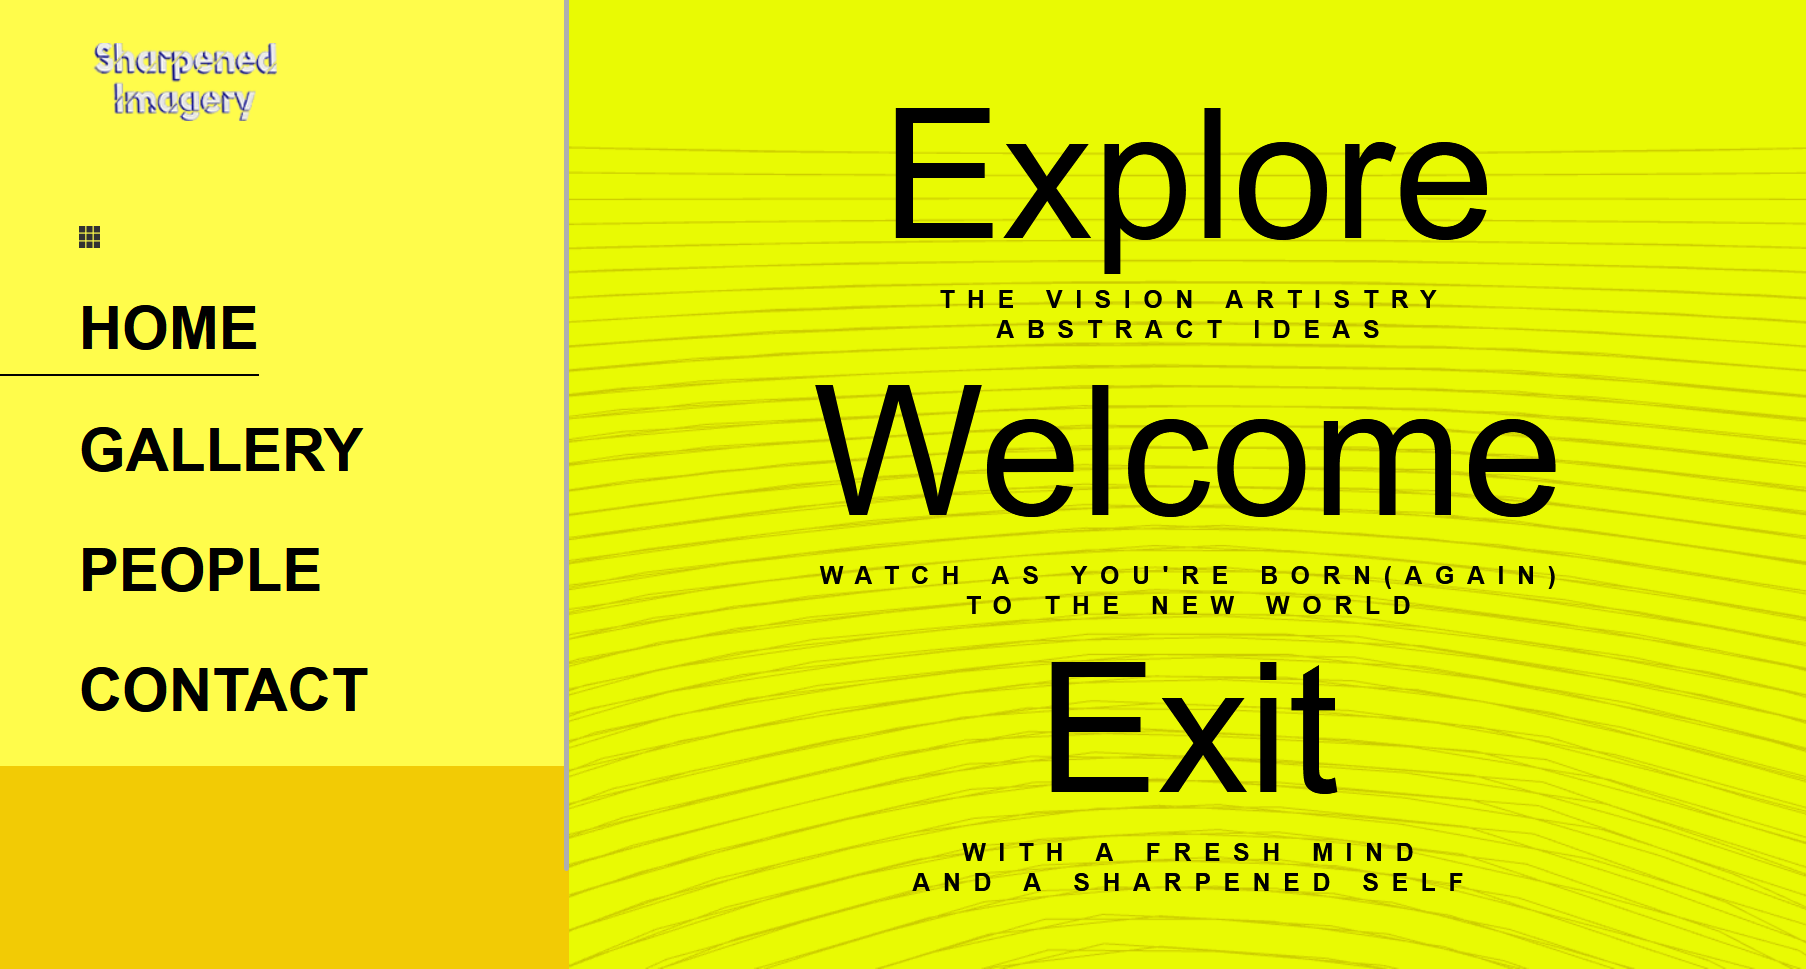 Sharpened
Imagery
HOME
GALLERY
PEOPLE
CONTACT
Explore
THE VISION ARTISTRY
ABSTRACT IDEAS
Welcome
WATCH AS YOU'RE BORN(AGAIN)
TO THE NEW WORLD
Exit
WITH A FRESH MIND
AND A SHARPENED SELF